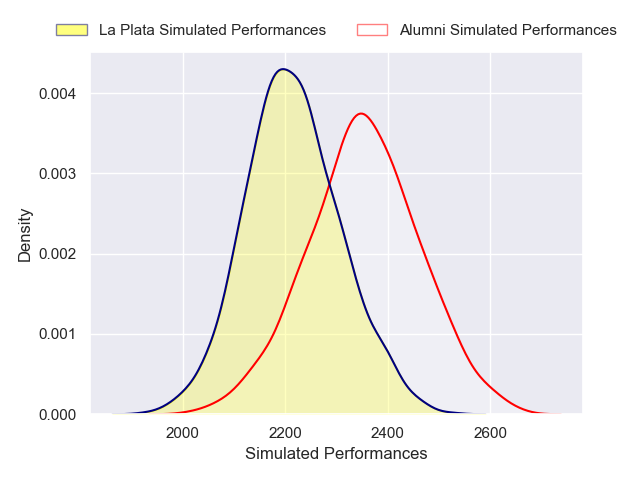 La Plata Simulated Performances Alumni Simulated Performances
0.004
0.003
0.002
0.001
0.000
Density
2000 2200 2400 2600
Simulated Performances